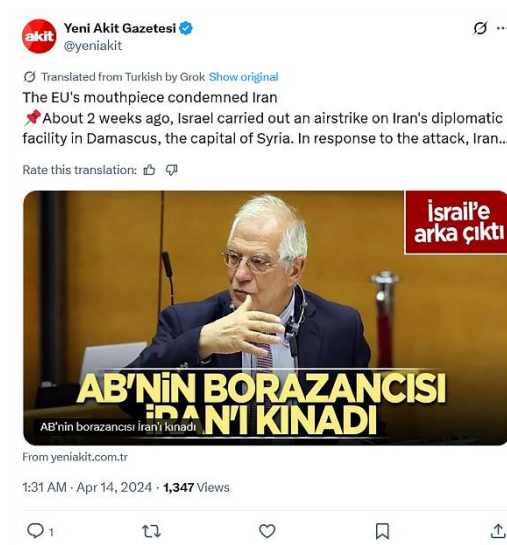 akit
Yeni Akit Gazetesi
@yeniakit
Translated from Turkish by Grok Show original
The EU's mouthpiece condemned Iran
📌About 2 weeks ago, Israel carried out an airstrike on Iran's diplomatic
facility in Damascus, the capital of Syria. In response to the attack, Iran...
Rate this translation:
İsrail'e
arka çıktı
AB'NİN BORAZANCISI
İRAN'I KINADI
AB'nin borazancısı İran'ı kınadı
From yeniakit.com.tr
1:31 AM · Apr 14, 2024 · 1,347 Views
1